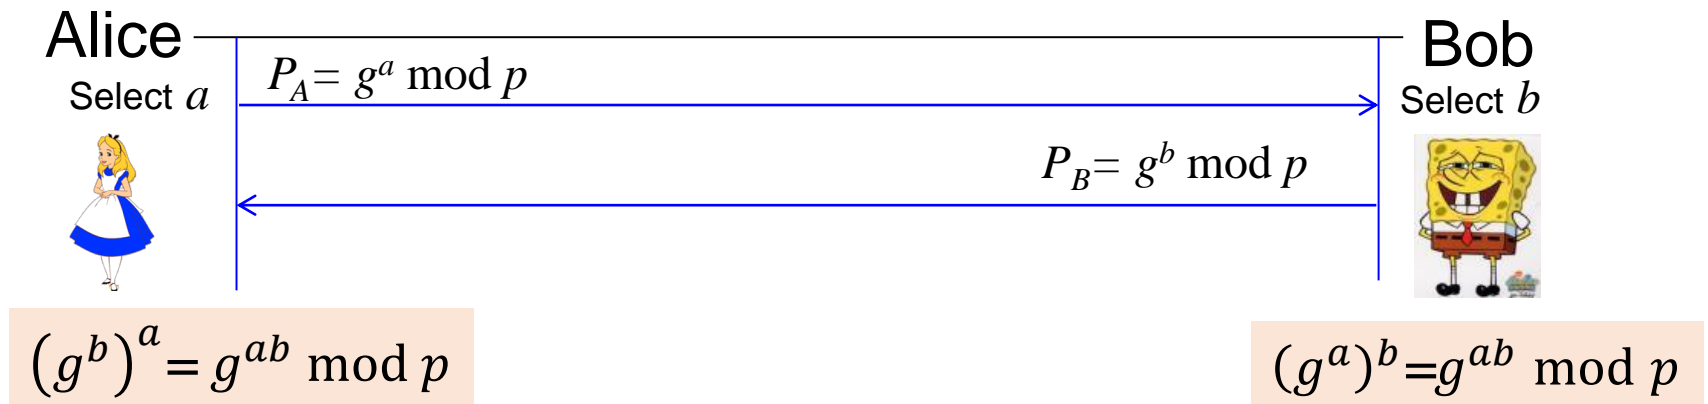 Alice
Bob
Select a
P_A= g^a mod p
Select b
P_B= g^b mod p
(g^b)^a= g^{ab} mod p
(g^a)^b=g^{ab} mod p